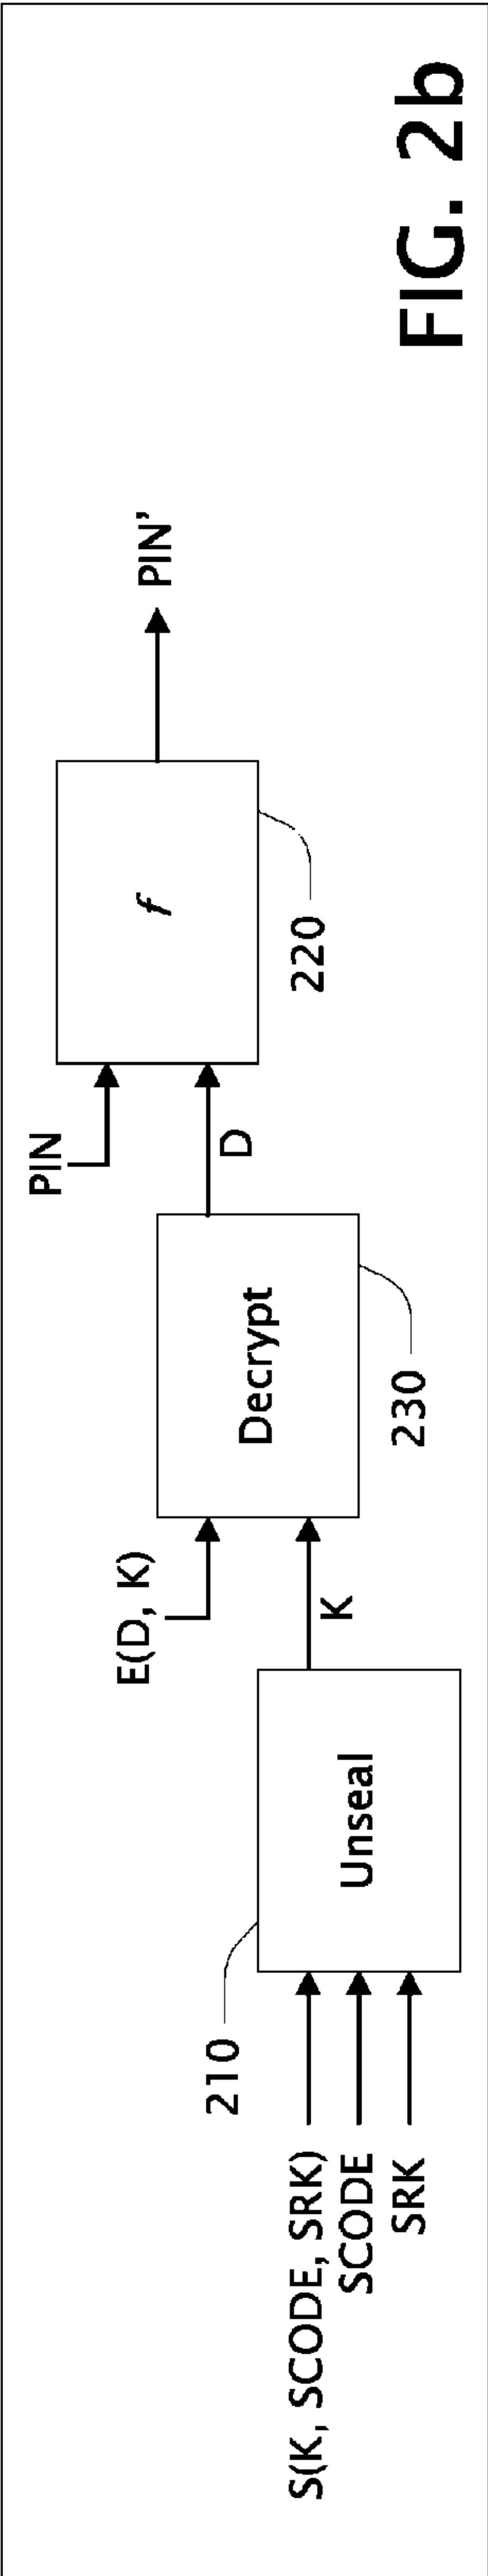 S(K, SCODE, SRK)
SCODE
SRK
210
Unseal
K
E(D, K)
Decrypt
230
D
PIN
f
220
PIN'
FIG. 2b